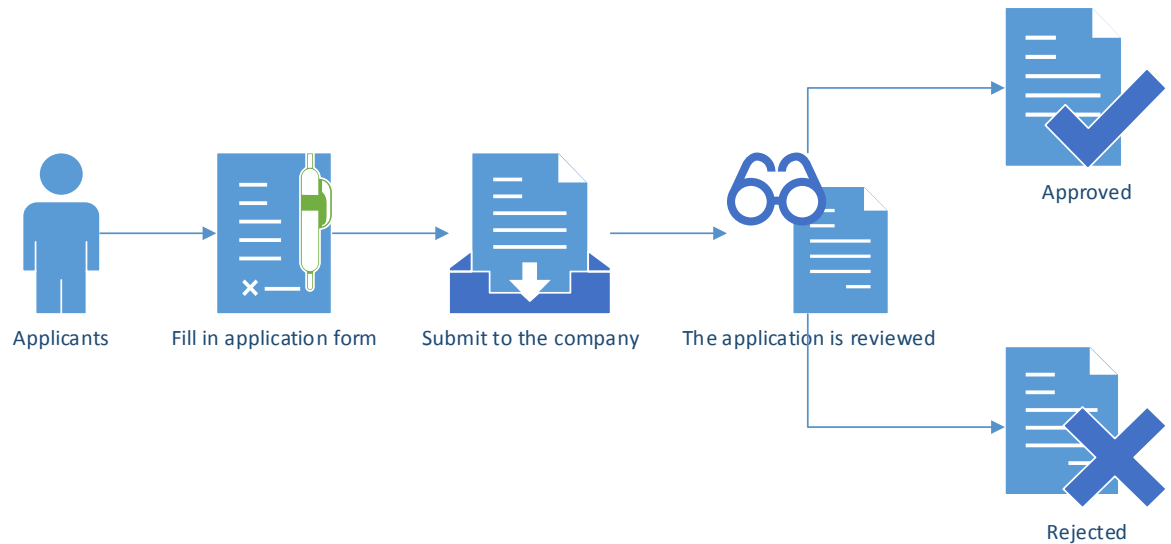 Applicants
Fill in application form
Submit to the company
The application is reviewed
Approved
Rejected